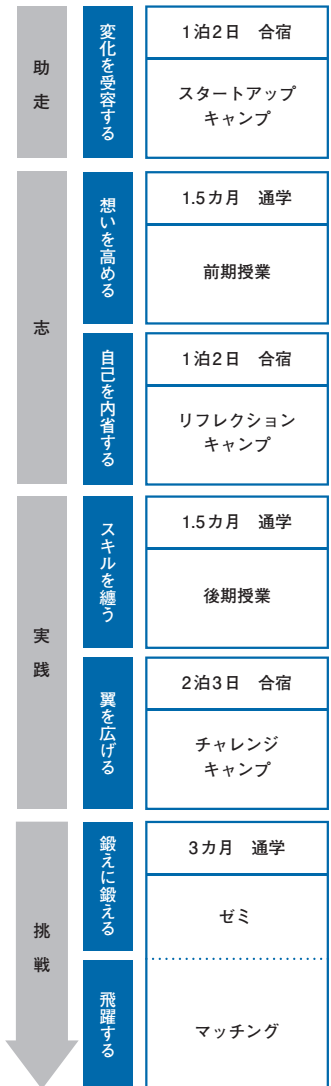 助走
変化を受容する
1泊2日　合宿
スタートアップ
キャンプ
志
想いを高める
1.5カ月　通学
前期授業
自己を内省する
1泊2日　合宿
リフレクション
キャンプ
実践
スキルを纏う
1.5カ月　通学
後期授業
翼を広げる
2泊3日　合宿
チャレンジ
キャンプ
挑戦
鍛えに鍛える
3カ月　通学
ゼミ
飛躍する
マッチング